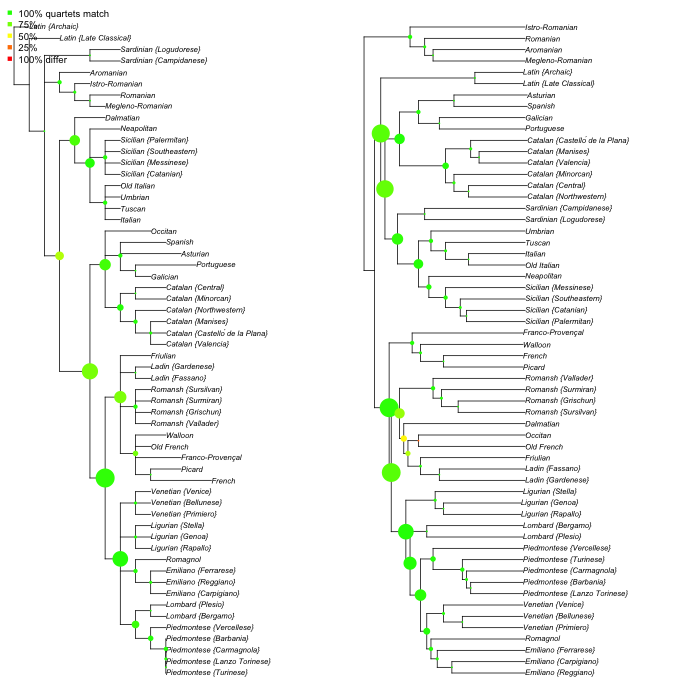 100% quartets match
75%
50%
25%
100% differ
Latin {Archaic}
Latin {Late Classical}
Sardinian {Logudorese}
Sardinian {Campidanese}
Aromanian
Istro-Romanian
Romanian
Megleno-Romanian
Dalmatian
Neapolitan
Sicilian {Palermitan}
Sicilian {Southeastern}
Sicilian {Messinese}
Sicilian {Catanian}
Old Italian
Umbrian
Tuscan
Italian
Occitan
Spanish
Asturian
Portuguese
Galician
Catalan {Central}
Catalan {Minorcan}
Catalan {Northwestern}
Catalan {Manises}
Catalan {Castelló de la Plana}
Catalan {Valencia}
Friulian
Ladin {Gardenese}
Ladin {Fassano}
Romansh {Sursilvan}
Romansh {Surmiran}
Romansh {Grischun}
Romansh {Vallader}
Walloon
Old French
Franco-Provençal
Picard
French
Venetian {Venice}
Venetian {Bellunese}
Venetian {Primiero}
Ligurian {Stella}
Ligurian {Genoa}
Ligurian {Rapallo}
Romagnol
Emiliano {Ferrarese}
Emiliano {Reggiano}
Emiliano {Carpigiano}
Lombard {Plesio}
Lombard {Bergamo}
Piedmontese {Vercellese}
Piedmontese {Barbania}
Piedmontese {Carmagnola}
Piedmontese {Lanzo Torinese}
Piedmontese {Turinese}
Istro-Romanian
Romanian
Aromanian
Megleno-Romanian
Latin {Archaic}
Latin {Late Classical}
Asturian
Spanish
Galician
Portuguese
Catalan {Castelló de la Plana}
Catalan {Manises}
Catalan {Valencia}
Catalan {Minorcan}
Catalan {Central}
Catalan {Northwestern}
Sardinian {Campidanese}
Sardinian {Logudorese}
Umbrian
Tuscan
Italian
Old Italian
Neapolitan
Sicilian {Messinese}
Sicilian {Southeastern}
Sicilian {Catanian}
Sicilian {Palermitan}
Franco-Provençal
Walloon
French
Picard
Romansh {Vallader}
Romansh {Surmiran}
Romansh {Grischun}
Romansh {Sursilvan}
Dalmatian
Occitan
Old French
Friulian
Ladin {Fassano}
Ladin {Gardenese}
Ligurian {Stella}
Ligurian {Genoa}
Ligurian {Rapallo}
Lombard {Bergamo}
Lombard {Plesio}
Piedmontese {Vercellese}
Piedmontese {Turinese}
Piedmontese {Carmagnola}
Piedmontese {Barbania}
Piedmontese {Lanzo Torinese}
Venetian {Venice}
Venetian {Bellunese}
Venetian {Primiero}
Romagnol
Emiliano {Ferrarese}
Emiliano {Carpigiano}
Emiliano {Reggiano}